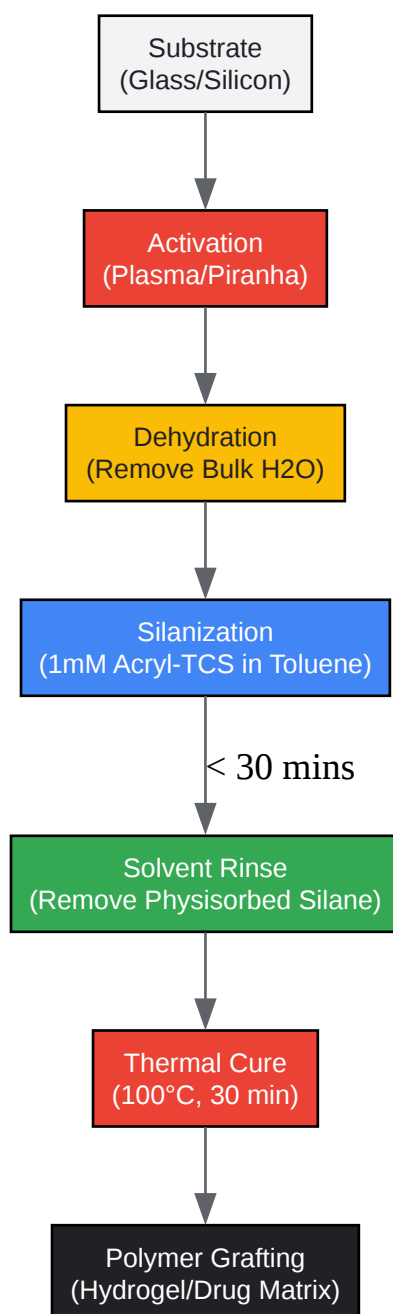 Substrate
(Glass/Silicon)
Activation
(Plasma/Piranha)
Dehydration
(Remove Bulk H2O)
Silanization
(1mM Acryl-TCS in Toluene)
< 30 mins
Solvent Rinse
(Remove Physisorbed Silane)
Thermal Cure
(100°C, 30 min)
Polymer Grafting
(Hydrogel/Drug Matrix)